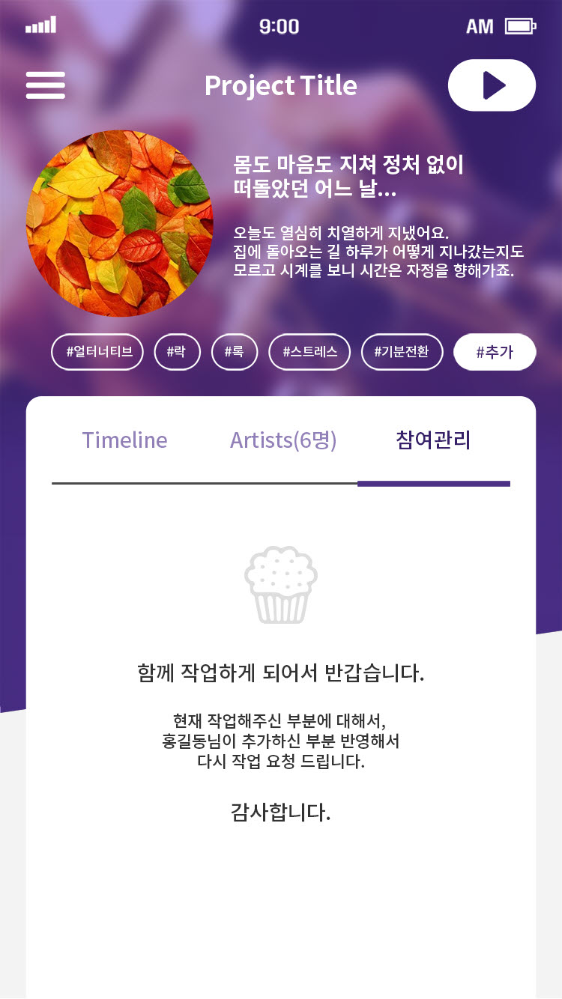 9:00
AM
Project Title
몸도 마음도 지쳐 정처 없이
떠돌았던 어느 날...
오늘도 열심히 치열하게 지냈어요.
집에 돌아오는 길 하루가 어떻게 지나갔는지도
모르고 시계를 보니 시간은 자정을 향해가죠.
#얼터너티브
#락
#록
#스트레스
#기분전환
#추가
Timeline
Artists(6명)
참여관리
함께 작업하게 되어서 반갑습니다.
현재 작업해주신 부분에 대해서,
홍길동님이 추가하신 부분 반영해서
다시 작업 요청 드립니다.
감사합니다.